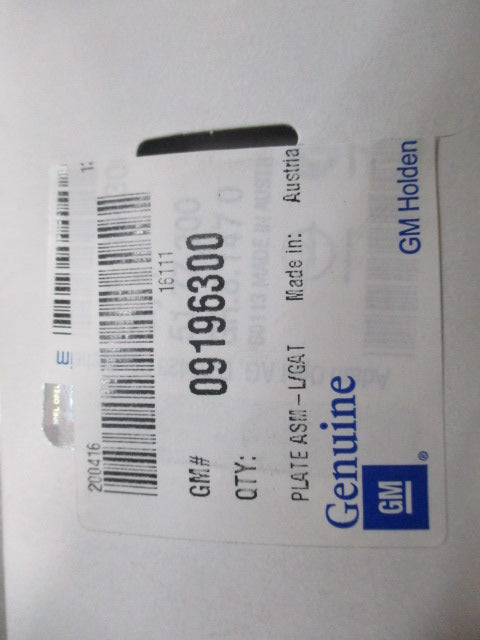 200416
16111
GM# 09196300
QTY:
PLATE ASM-L/GAT Made in: Austria
Genuine
GM ®
GM Holden